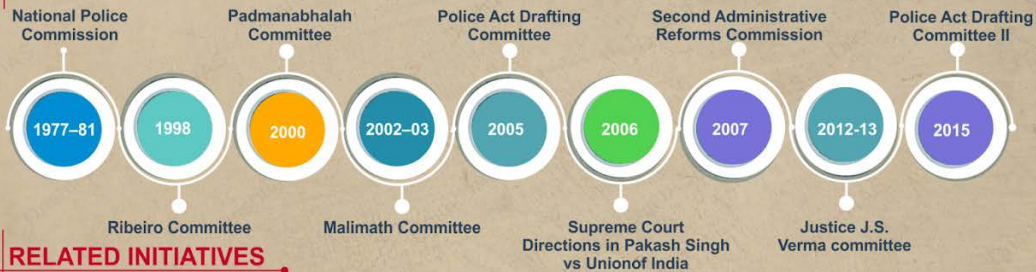 National Police
Commission
Padmanabhalah
Committee
Police Act Drafting
Committee
Second Administrative
Reforms Commission
Police Act Drafting
Committee II
1977–81
1998
2000
2002–03
2005
2006
2007
2012-13
2015
Ribeiro Committee
Malimath Committee
Supreme Court
Directions in Pakash Singh
vs Unionof India
Justice J.S.
Verma committee
RELATED INITIATIVES